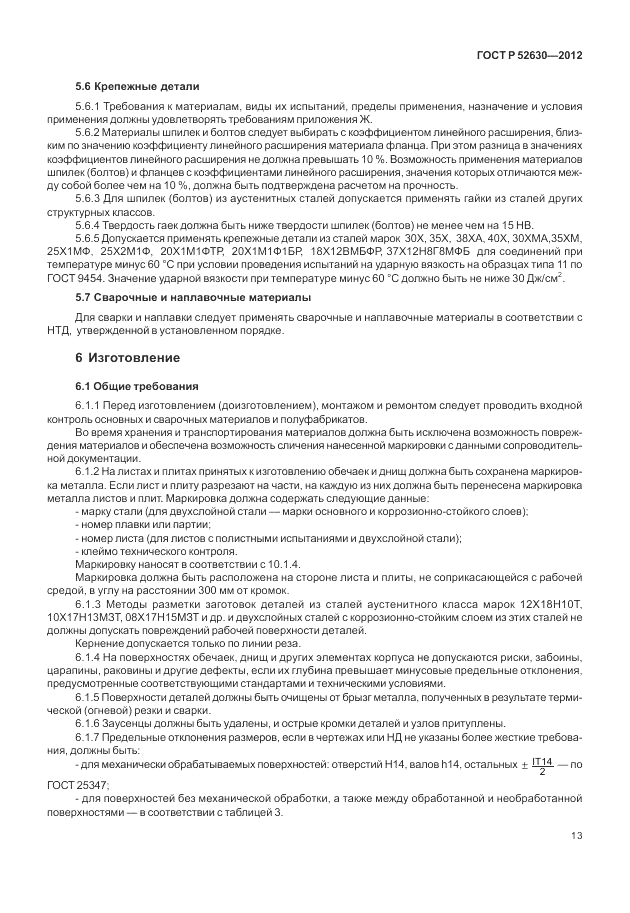 ГОСТ Р 52630—2012
5.6 Крепежные детали
5.6.1 Требования к материалам, виды их испытаний, пределы применения, назначение и условия
применения должны удовлетворять требованиям приложения Ж.
5.6.2 Материалы шпилек и болтов следует выбирать с коэффициентом линейного расширения, близ-
ким по значению коэффициенту линейного расширения материала фланца. При этом разница в значениях
коэффициентов линейного расширения не должна превышать 10 %. Возможность применения материалов
шпилек (болтов) и фланцев с коэффициентами линейного расширения, значения которых отличаются меж-
ду собой более чем на 10 %, должна быть подтверждена расчетом на прочность.
5.6.3 Для шпилек (болтов) из аустенитных сталей допускается применять гайки из сталей других
структурных классов.
5.6.4 Твердость гаек должна быть ниже твердости шпилек (болтов) не менее чем на 15 НВ.
5.6.5 Допускается применять крепежные детали из сталей марок 30Х, 35Х, 38ХА, 40Х, 30ХМА,35ХМ,
25Х1МФ, 25Х2М1Ф, 20Х1М1ФТР, 20Х1М1Ф1БР, 18Х12ВМБФР, 37Х12Н8Г8МФБ для соединений при
температуре минус 60 °С при условии проведения испытаний на ударную вязкость на образцах типа 11 по
ГОСТ 9454. Значение ударной вязкости при температуре минус 60 °С должно быть не ниже 30 Дж/см².
5.7 Сварочные и наплавочные материалы
Для сварки и наплавки следует применять сварочные и наплавочные материалы в соответствии с
НТД, утвержденной в установленном порядке.
6 Изготовление
6.1 Общие требования
6.1.1 Перед изготовлением (доизготовлением), монтажом и ремонтом следует проводить входной
контроль основных и сварочных материалов и полуфабрикатов.
Во время хранения и транспортирования материалов должна быть исключена возможность повреж-
дения материалов и обеспечена возможность сличения нанесенной маркировки с данными сопроводитель-
ной документации.
6.1.2 На листах и плитах принятых к изготовлению обечаек и днищ должна быть сохранена маркиров-
ка металла. Если лист и плиту разрезают на части, на каждую из них должна быть перенесена маркировка
металла листов и плит. Маркировка должна содержать следующие данные:
- марку стали (для двухслойной стали — марки основного и коррозионно-стойкого слоев);
- номер плавки или партии;
- номер листа (для листов с полистными испытаниями и двухслойной стали);
- клеймо технического контроля.
Маркировку наносят в соответствии с 10.1.4.
Маркировка должна быть расположена на стороне листа и плиты, не соприкасающейся с рабочей
средой, в углу на расстоянии 300 мм от кромок.
6.1.3 Методы разметки заготовок деталей из сталей аустенитного класса марок 12Х18Н10Т,
10Х17Н13М3Т, 08Х17Н15М3Т и др. и двухслойных сталей с коррозионно-стойким слоем из этих сталей не
должны допускать повреждений рабочей поверхности деталей.
Кернение допускается только по линии реза.
6.1.4 На поверхностях обечаек, днищ и других элементах корпуса не допускаются риски, забоины,
царапины, раковины и другие дефекты, если их глубина превышает минусовые предельные отклонения,
предусмотренные соответствующими стандартами и техническими условиями.
6.1.5 Поверхности деталей должны быть очищены от брызг металла, полученных в результате терми-
ческой (огневой) резки и сварки.
6.1.6 Заусенцы должны быть удалены, и острые кромки деталей и узлов притуплены.
6.1.7 Предельные отклонения размеров, если в чертежах или НД не указаны более жесткие требова-
ния, должны быть:
- для механически обрабатываемых поверхностей: отверстий Н14, валов h14, остальных ± IT14/2 — по
ГОСТ 25347;
- для поверхностей без механической обработки, а также между обработанной и необработанной
поверхностями — в соответствии с таблицей 3.
13